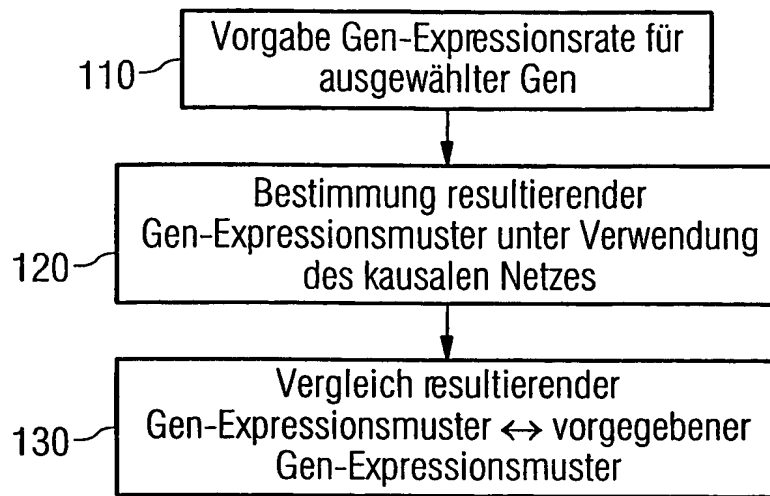 Vorgabe Gen-Expressionsrate für
ausgewählter Gen
110
Bestimmung resultierender
Gen-Expressionsmuster unter Verwendung
des kausalen Netzes
120
Vergleich resultierender
Gen-Expressionsmuster ↔ vorgegebener
Gen-Expressionsmuster
130